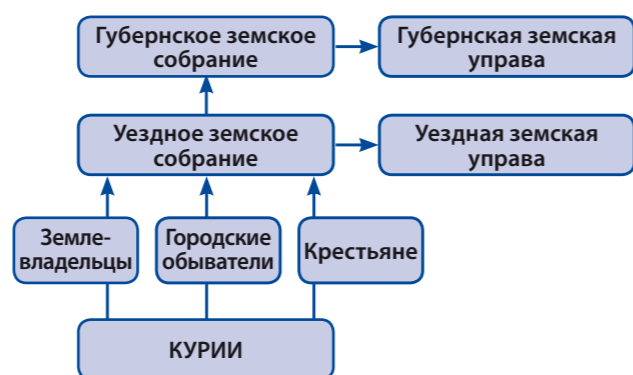 Губернское земское
собрание
Губернская земская
управа
Уездное земское
собрание
Уездная земская
управа
Земле-
владельцы
Городские
обыватели
Крестьяне
КУРИИ